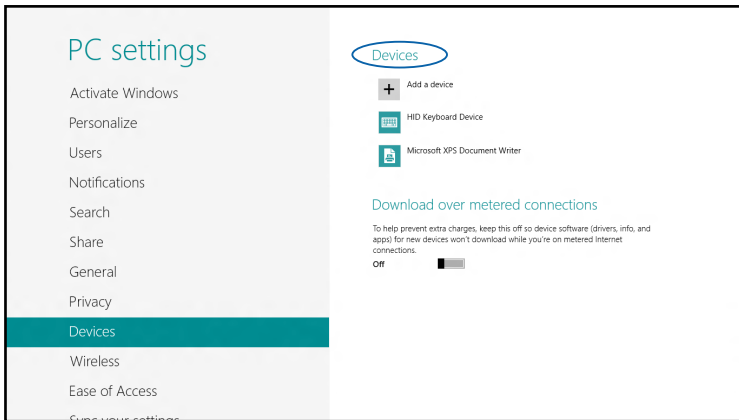 PC settings
Activate Windows
Personalize
Users
Notifications
Search
Share
General
Privacy
Devices
Wireless
Ease of Access
Sync your settings
Devices
Add a device
HID Keyboard Device
Microsoft XPS Document Writer
Download over metered connections
To help prevent extra charges, keep this off so device software (drivers, info, and
apps) for new devices won't download while you're on metered Internet
connections.
Off